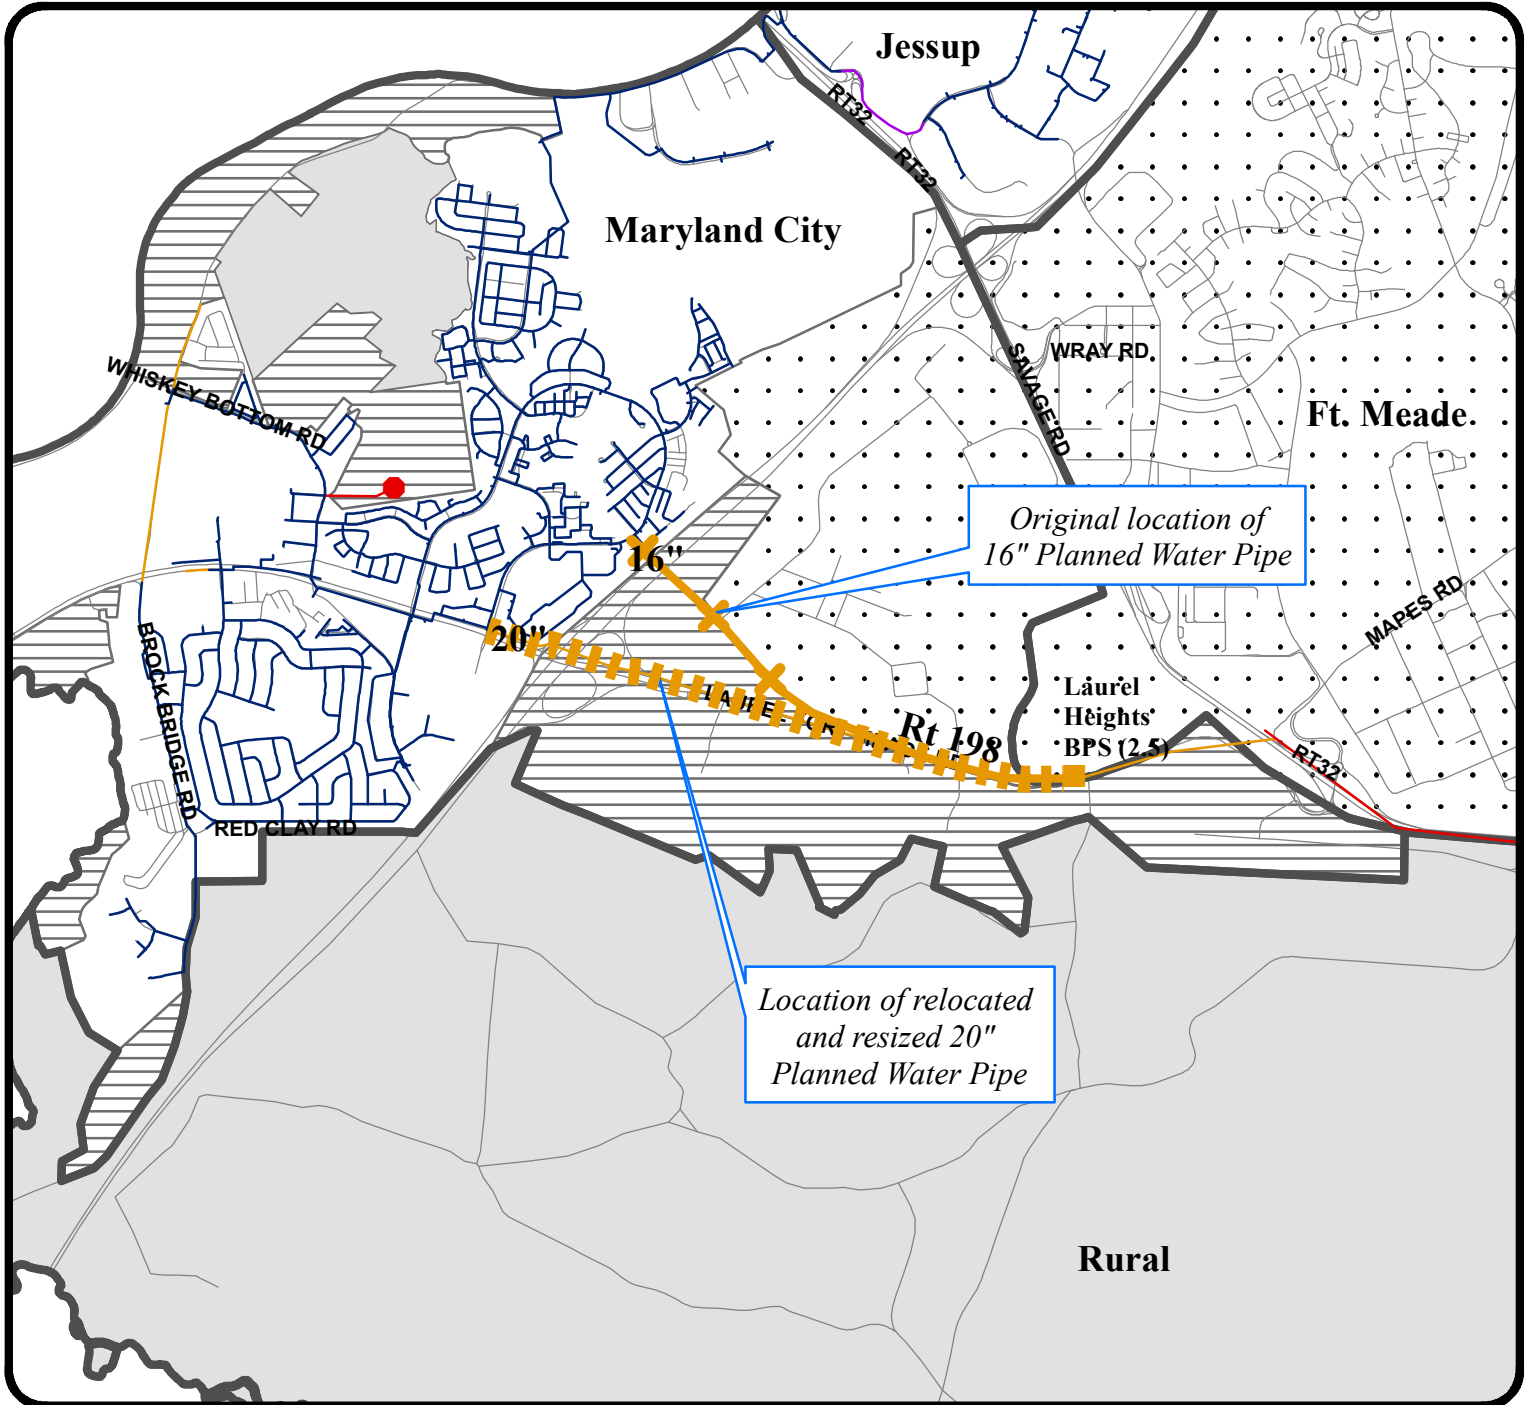 Jessup
RT32
RT32
Maryland City
SAVAGE RD
WRAY RD
WHISKEY BOTTOM RD
Ft. Meade
Original location of
16" Planned Water Pipe
16"
MAPES RD
20"
BROCK BRIDGE RD
Laurel
Heights
BPS (2.5)
Rt 198
RT32
RED CLAY RD
Location of relocated
and resized 20"
Planned Water Pipe
Rural